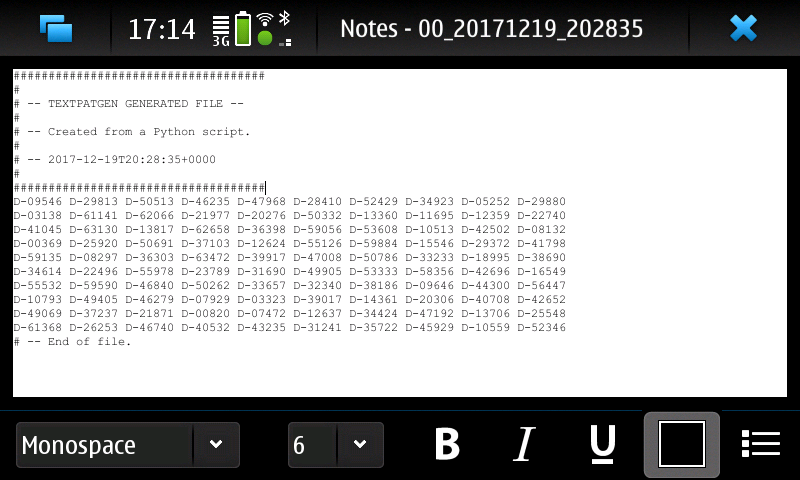 17:14
3G
Notes - 00_20171219_202835
####################################
#
# -- TEXTPATGEN GENERATED FILE --
#
# -- Created from a Python script.
#
# -- 2017-12-19T20:28:35+0000
#
####################################
D-09546 D-29813 D-50513 D-46235 D-47968 D-28410 D-52429 D-34923 D-05252 D-29880
D-03138 D-61141 D-62066 D-21977 D-20276 D-50332 D-13360 D-11695 D-12359 D-22740
D-41045 D-63130 D-13817 D-62658 D-36398 D-59056 D-53608 D-10513 D-42502 D-08132
D-00369 D-25920 D-50691 D-37103 D-12624 D-55126 D-59884 D-15546 D-29372 D-41798
D-59135 D-08297 D-36303 D-63472 D-39917 D-47008 D-50786 D-33233 D-18995 D-38690
D-34614 D-22496 D-55978 D-23789 D-31690 D-49905 D-53333 D-58356 D-42696 D-16549
D-55532 D-59590 D-46840 D-50262 D-33657 D-32340 D-38186 D-09646 D-44300 D-56447
D-10793 D-49405 D-46279 D-07929 D-03323 D-39017 D-14361 D-20306 D-40708 D-42652
D-49069 D-37237 D-21871 D-00820 D-07472 D-12637 D-34424 D-47192 D-13706 D-25548
D-61368 D-26253 D-46740 D-40532 D-43235 D-31241 D-35722 D-45929 D-10559 D-52346
# -- End of file.
Monospace
6
B I U